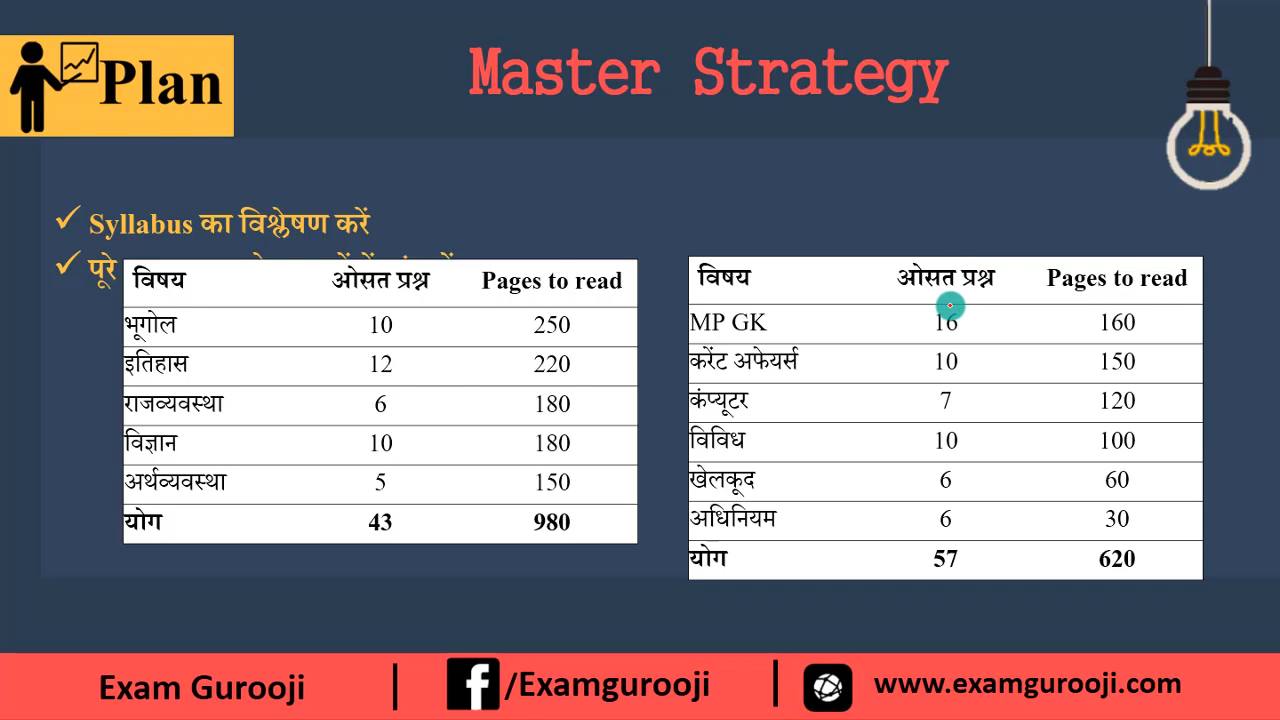 Plan
Master Strategy
✓ Syllabus का विश्लेषण करें
✓ पूरे
विषय ओसत प्रश्न Pages to read
भूगोल 10 250
इतिहास 12 220
राजव्यवस्था 6 180
विज्ञान 10 180
अर्थव्यवस्था 5 150
योग 43 980
विषय ओसत प्रश्न Pages to read
MP GK 16 160
करेंट अफेयर्स 10 150
कंप्यूटर 7 120
विविध 10 100
खेलकूद 6 60
अधिनियम 6 30
योग 57 620
Exam Gurooji | /Examgurooji | www.examgurooji.com